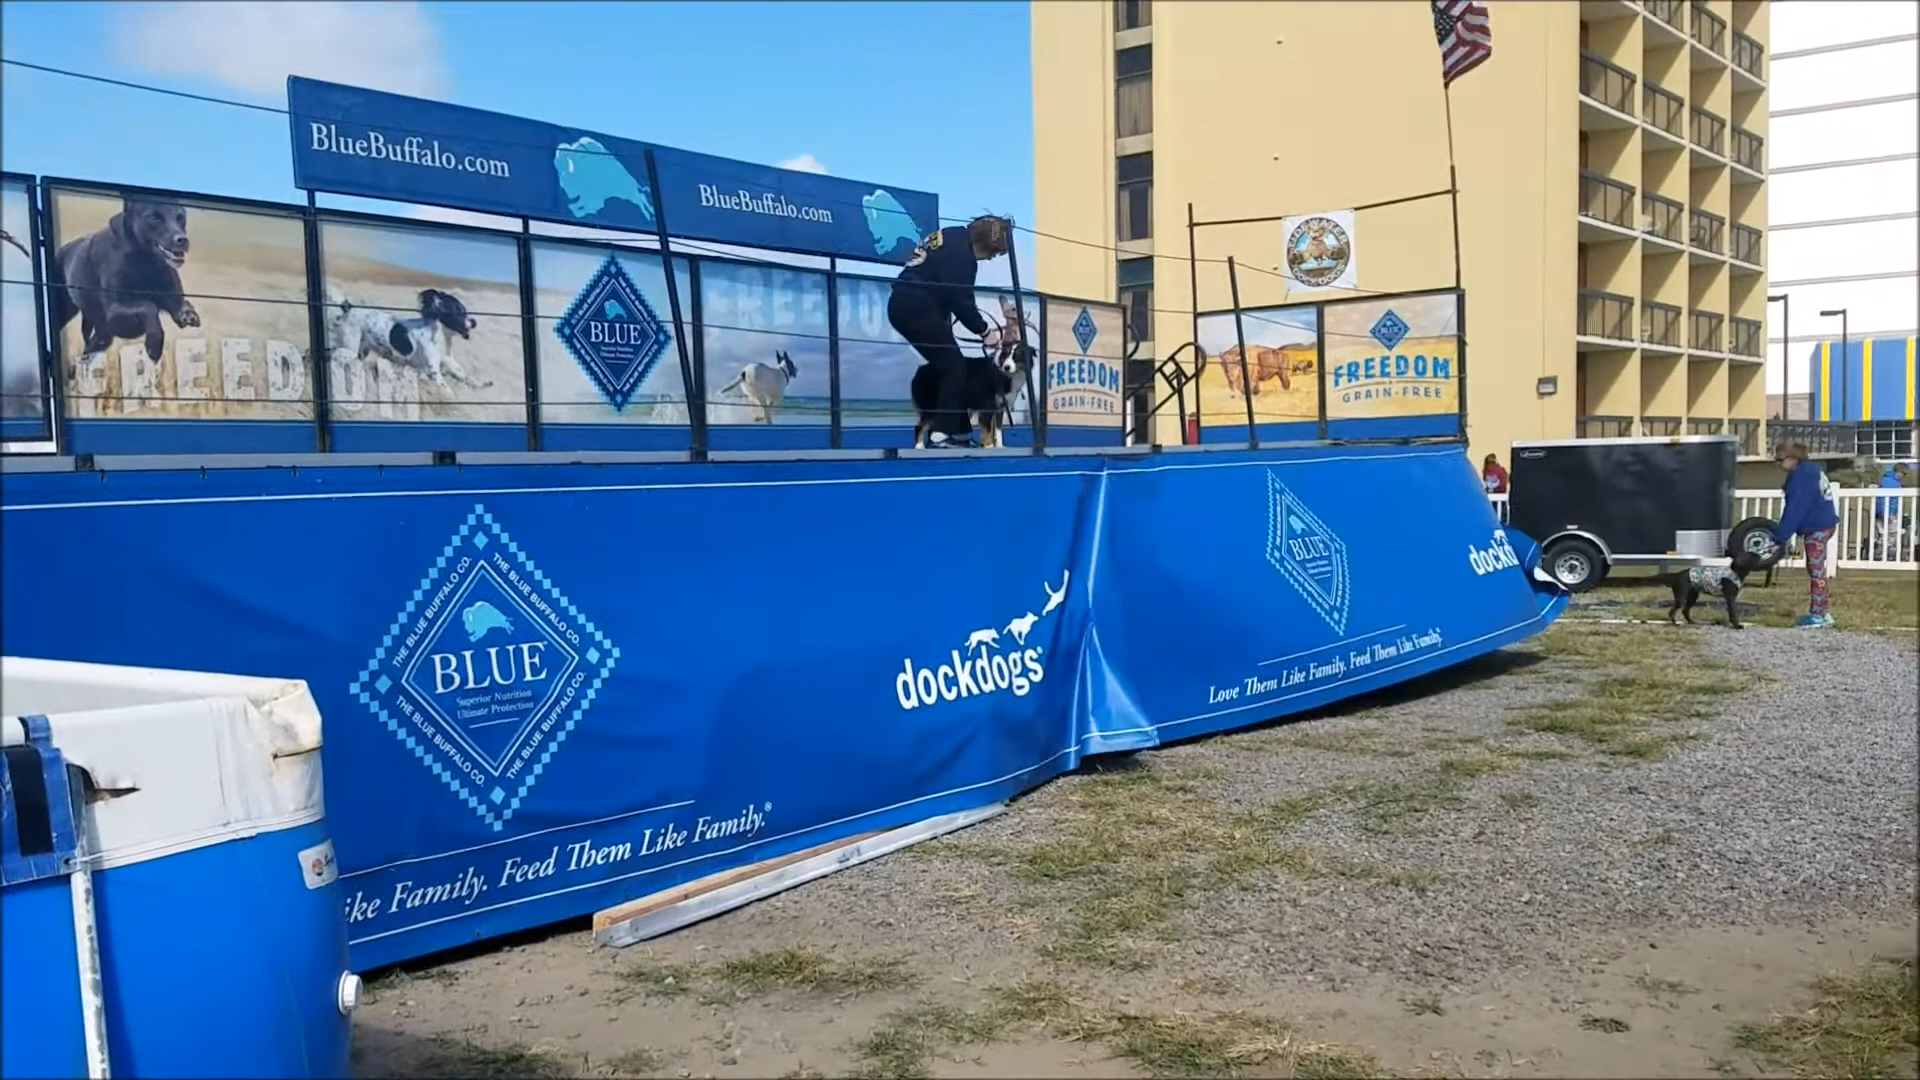 BlueBuffalo.com
BlueBuffalo.com
FREEDOM
BLUE
FREEDO
FREEDOM
GRAIN-FREE
FREEDOM
GRAIN-FREE
THE BLUE BUFFALO CO.
THE BLUE BUFFALO CO.
BLUE
Superior Nutrition
Ultimate Protection
THE BLUE BUFFALO CO.
THE BLUE BUFFALO CO.
dockdogs
BLUE
dockd
Love Them Like Family. Feed Them Like Family.
ike Family. Feed Them Like Family.®